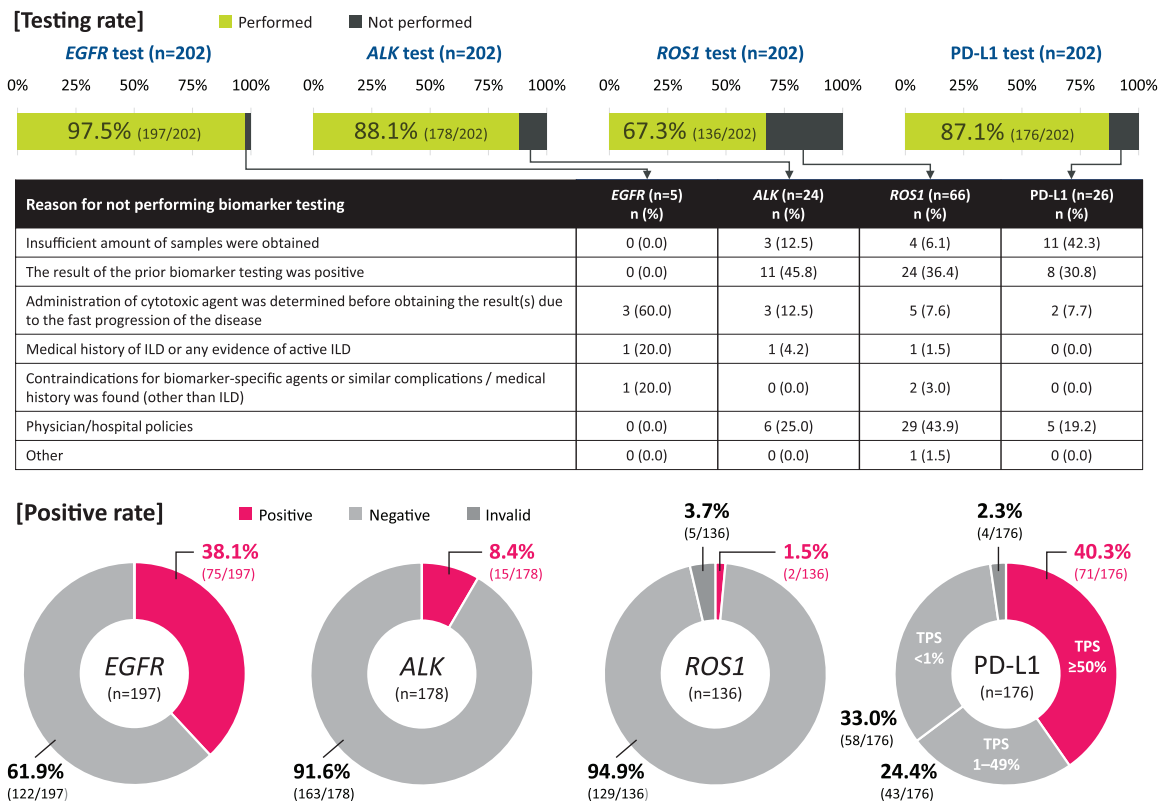 [Testing rate]
Performed
Not performed
EGFR test (n=202)
ALK test (n=202)
ROS1 test (n=202)
PD-L1 test (n=202)
0% 25% 50% 75% 100%
0% 25% 50% 75% 100%
0% 25% 50% 75% 100%
0% 25% 50% 75% 100%
97.5% (197/202)
88.1% (178/202)
67.3% (136/202)
87.1% (176/202)
Reason for not performing biomarker testing
EGFR (n=5)
n (%)
ALK (n=24)
n (%)
ROS1 (n=66)
n (%)
PD-L1 (n=26)
n (%)
Insufficient amount of samples were obtained
0 (0.0)
3 (12.5)
4 (6.1)
11 (42.3)
The result of the prior biomarker testing was positive
0 (0.0)
11 (45.8)
24 (36.4)
8 (30.8)
Administration of cytotoxic agent was determined before obtaining the result(s) due
to the fast progression of the disease
3 (60.0)
3 (12.5)
5 (7.6)
2 (7.7)
Medical history of ILD or any evidence of active ILD
1 (20.0)
1 (4.2)
1 (1.5)
0 (0.0)
Contraindications for biomarker-specific agents or similar complications / medical
history was found (other than ILD)
1 (20.0)
0 (0.0)
2 (3.0)
0 (0.0)
Physician/hospital policies
0 (0.0)
6 (25.0)
29 (43.9)
5 (19.2)
Other
0 (0.0)
0 (0.0)
1 (1.5)
0 (0.0)
[Positive rate]
Positive
Negative
Invalid
38.1%
(75/197)
EGFR
(n=197)
61.9%
(122/197)
8.4%
(15/178)
ALK
(n=178)
91.6%
(163/178)
3.7%
(5/136)
1.5%
(2/136)
ROS1
(n=136)
94.9%
(129/136)
2.3%
(4/176)
40.3%
(71/176)
TPS
<1%
TPS
≥50%
PD-L1
(n=176)
33.0%
(58/176)
TPS
1–49%
24.4%
(43/176)